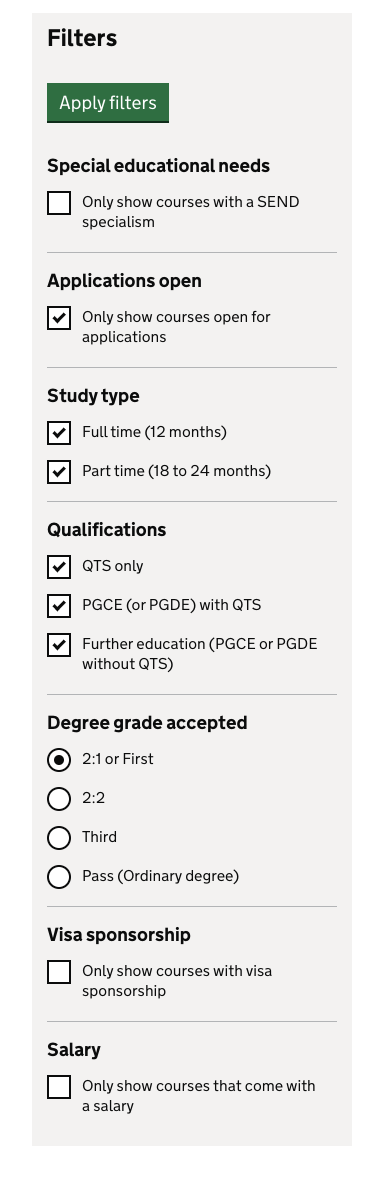 Filters
Apply filters
Special educational needs
Only show courses with a SEND
specialism
Applications open
Only show courses open for
applications
Study type
Full time (12 months)
Part time (18 to 24 months)
Qualifications
QTS only
PGCE (or PGDE) with QTS
Further education (PGCE or PGDE
without QTS)
Degree grade accepted
2:1 or First
2:2
Third
Pass (Ordinary degree)
Visa sponsorship
Only show courses with visa
sponsorship
Salary
Only show courses that come with
a salary